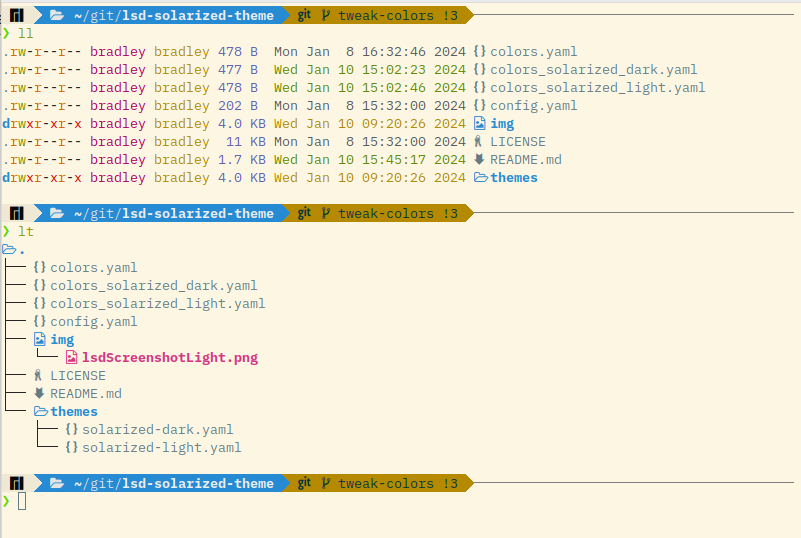 ~/git/lsd-solarized-theme git tweak-colors !3
❯ ll
.rw-r--r-- bradley bradley 478 B Mon Jan 8 16:32:46 2024 {} colors.yaml
.rw-r--r-- bradley bradley 477 B Wed Jan 10 15:02:23 2024 {} colors_solarized_dark.yaml
.rw-r--r-- bradley bradley 478 B Wed Jan 10 15:02:46 2024 {} colors_solarized_light.yaml
.rw-r--r-- bradley bradley 202 B Mon Jan 8 15:32:00 2024 {} config.yaml
drwxr-xr-x bradley bradley 4.0 KB Wed Jan 10 09:20:26 2024 img
.rw-r--r-- bradley bradley 11 KB Mon Jan 8 15:32:00 2024 LICENSE
.rw-r--r-- bradley bradley 1.7 KB Wed Jan 10 15:45:17 2024 README.md
drwxr-xr-x bradley bradley 4.0 KB Wed Jan 10 09:20:26 2024 themes
~/git/lsd-solarized-theme git tweak-colors !3
❯ lt
.
├── {} colors.yaml
├── {} colors_solarized_dark.yaml
├── {} colors_solarized_light.yaml
├── {} config.yaml
├── img
│   └── lsdScreenshotLight.png
├── LICENSE
├── README.md
└── themes
    ├── {} solarized-dark.yaml
    └── {} solarized-light.yaml
~/git/lsd-solarized-theme git tweak-colors !3
❯